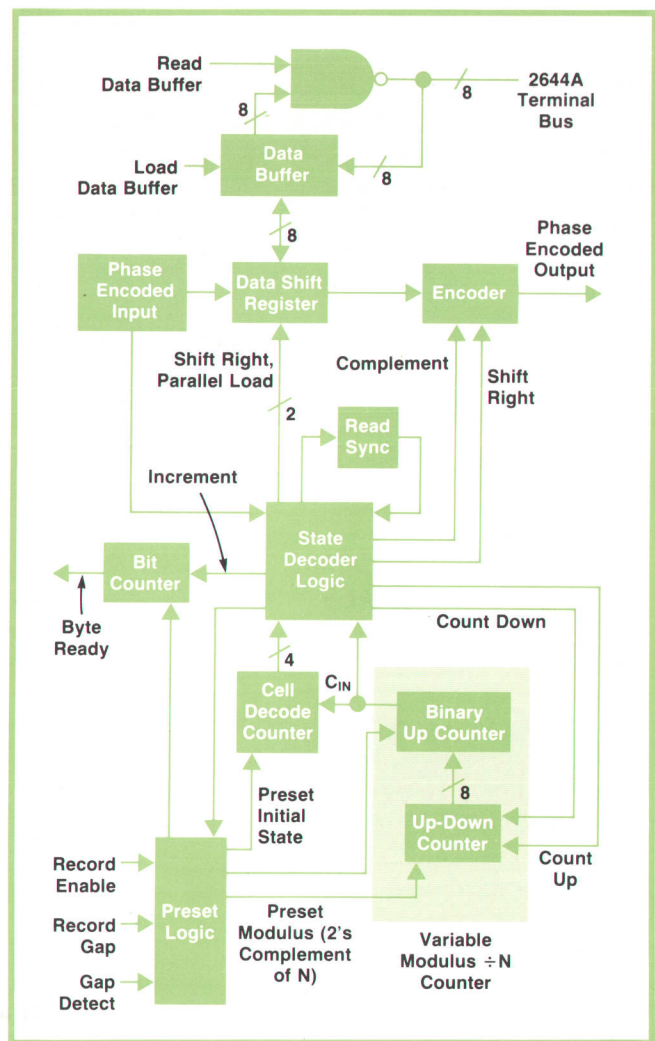 Read
Data Buffer
8
8
2644A
Terminal
Bus
Load
Data Buffer
Data
Buffer
8
8
Phase
Encoded
Input
Data Shift
Register
Encoder
Phase
Encoded
Output
Shift Right,
Parallel Load
2
Complement
Shift
Right
Read
Sync
Increment
State
Decoder
Logic
Bit
Counter
Byte
Ready
Count Down
4
CIN
Cell
Decode
Counter
Binary
Up Counter
8
Preset
Initial
State
Up-Down
Counter
Count
Up
Record
Enable
Record
Gap
Gap
Detect
Preset
Logic
Preset
Modulus (2's
Complement
of N)
Variable
Modulus ÷N
Counter